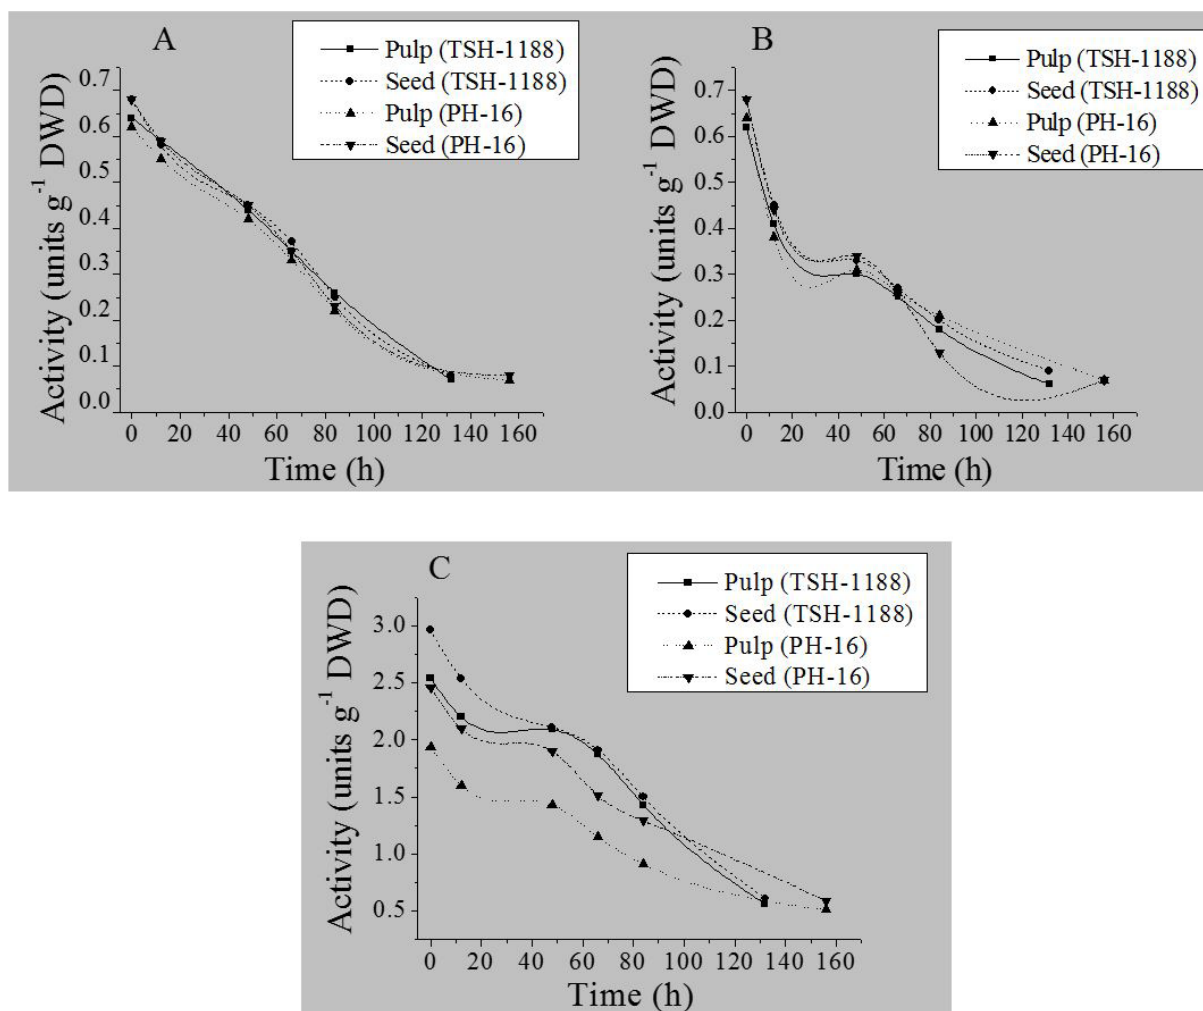 A
Pulp (TSH-1188)
Seed (TSH-1188)
Pulp (PH-16)
Seed (PH-16)
Activity (units g⁻¹ DWD)
0.7
0.6
0.5
0.4
0.3
0.2
0.1
0.0
0 20 40 60 80 100 120 140 160
Time (h)
B
Pulp (TSH-1188)
Seed (TSH-1188)
Pulp (PH-16)
Seed (PH-16)
Activity (units g⁻¹ DWD)
0.7
0.6
0.5
0.4
0.3
0.2
0.1
0.0
0 20 40 60 80 100 120 140 160
Time (h)
C
Pulp (TSH-1188)
Seed (TSH-1188)
Pulp (PH-16)
Seed (PH-16)
Activity (units g⁻¹ DWD)
3.0
2.5
2.0
1.5
1.0
0.5
0 20 40 60 80 100 120 140 160
Time (h)